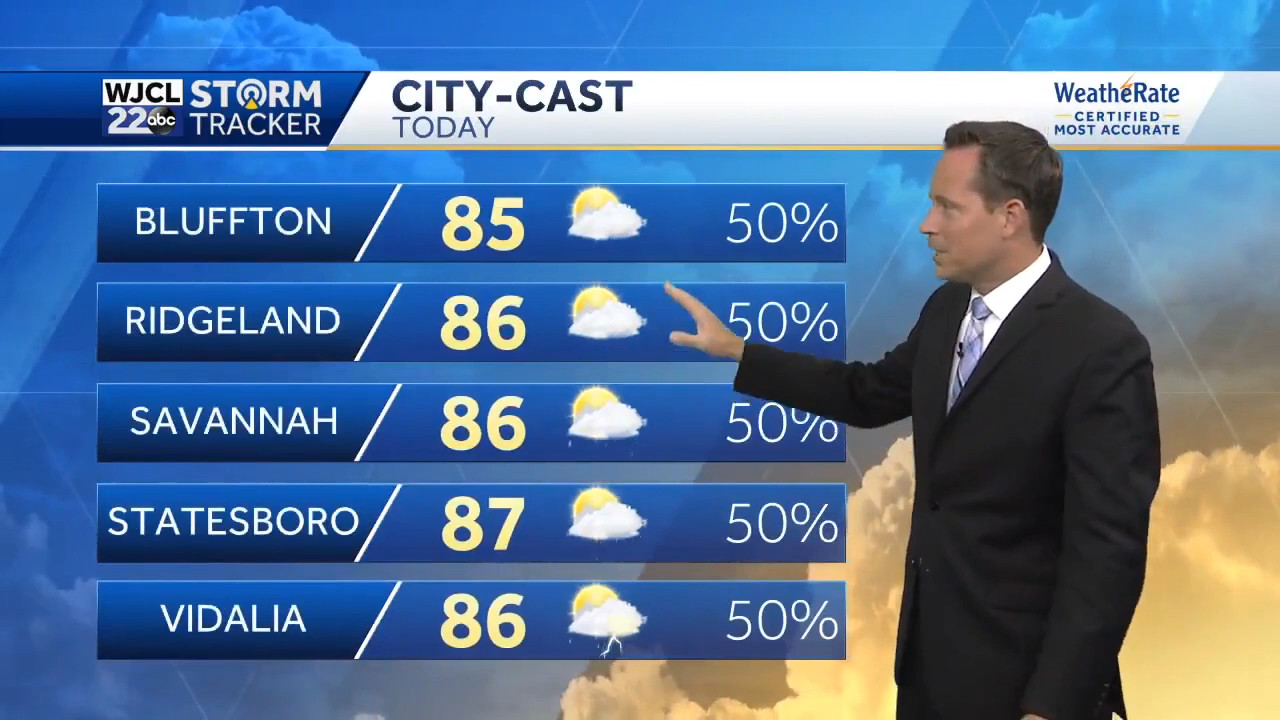 WJCL
22 abc
STORM
TRACKER
CITY-CAST
TODAY
WeatheRate
CERTIFIED
MOST ACCURATE
BLUFFTON 85 50%
RIDGELAND 86 50%
SAVANNAH 86 50%
STATESBORO 87 50%
VIDALIA 86 50%